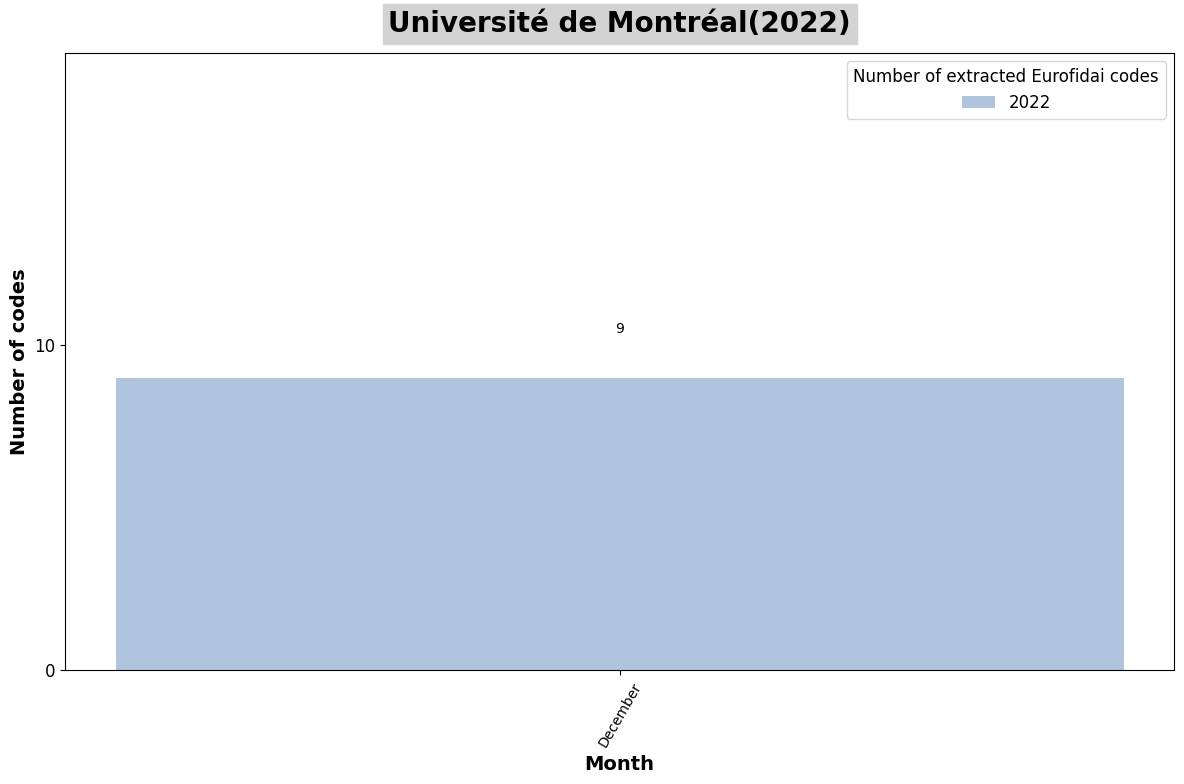 Université de Montréal(2022)
Number of extracted Eurofidai codes
2022
Number of codes
10
0
9
December
Month